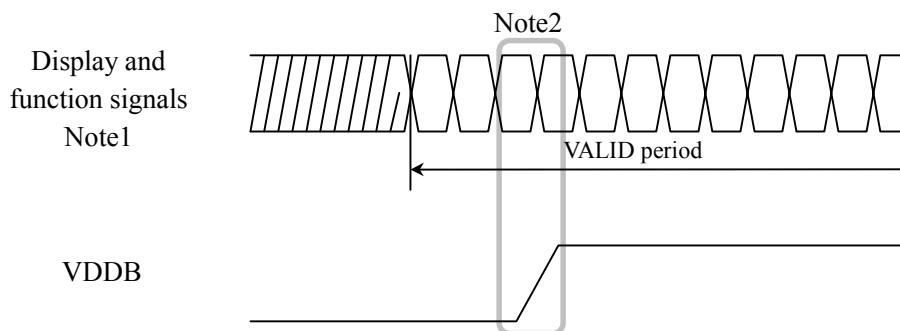 Note2
Display and
function signals
Note1
VALID period
VDDB